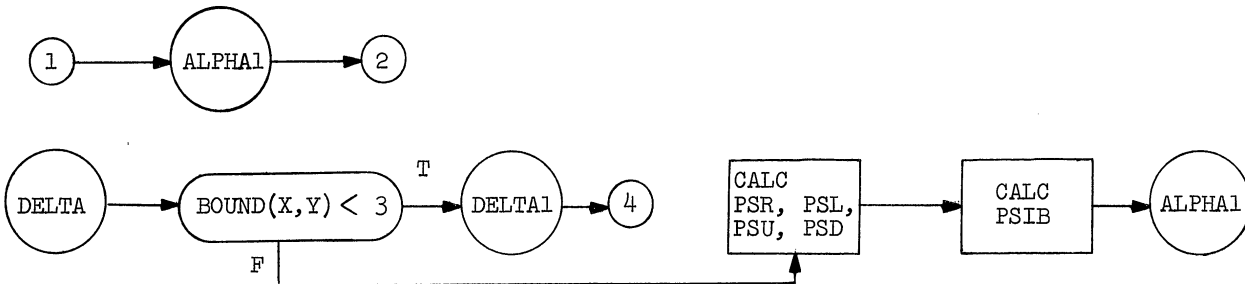 1 ALPHA1 2
T
DELTA BOUND(X,Y) < 3 DELTA1 4
CALC
PSR, PSL,
PSU, PSD
CALC
PSIB
ALPHA1
F